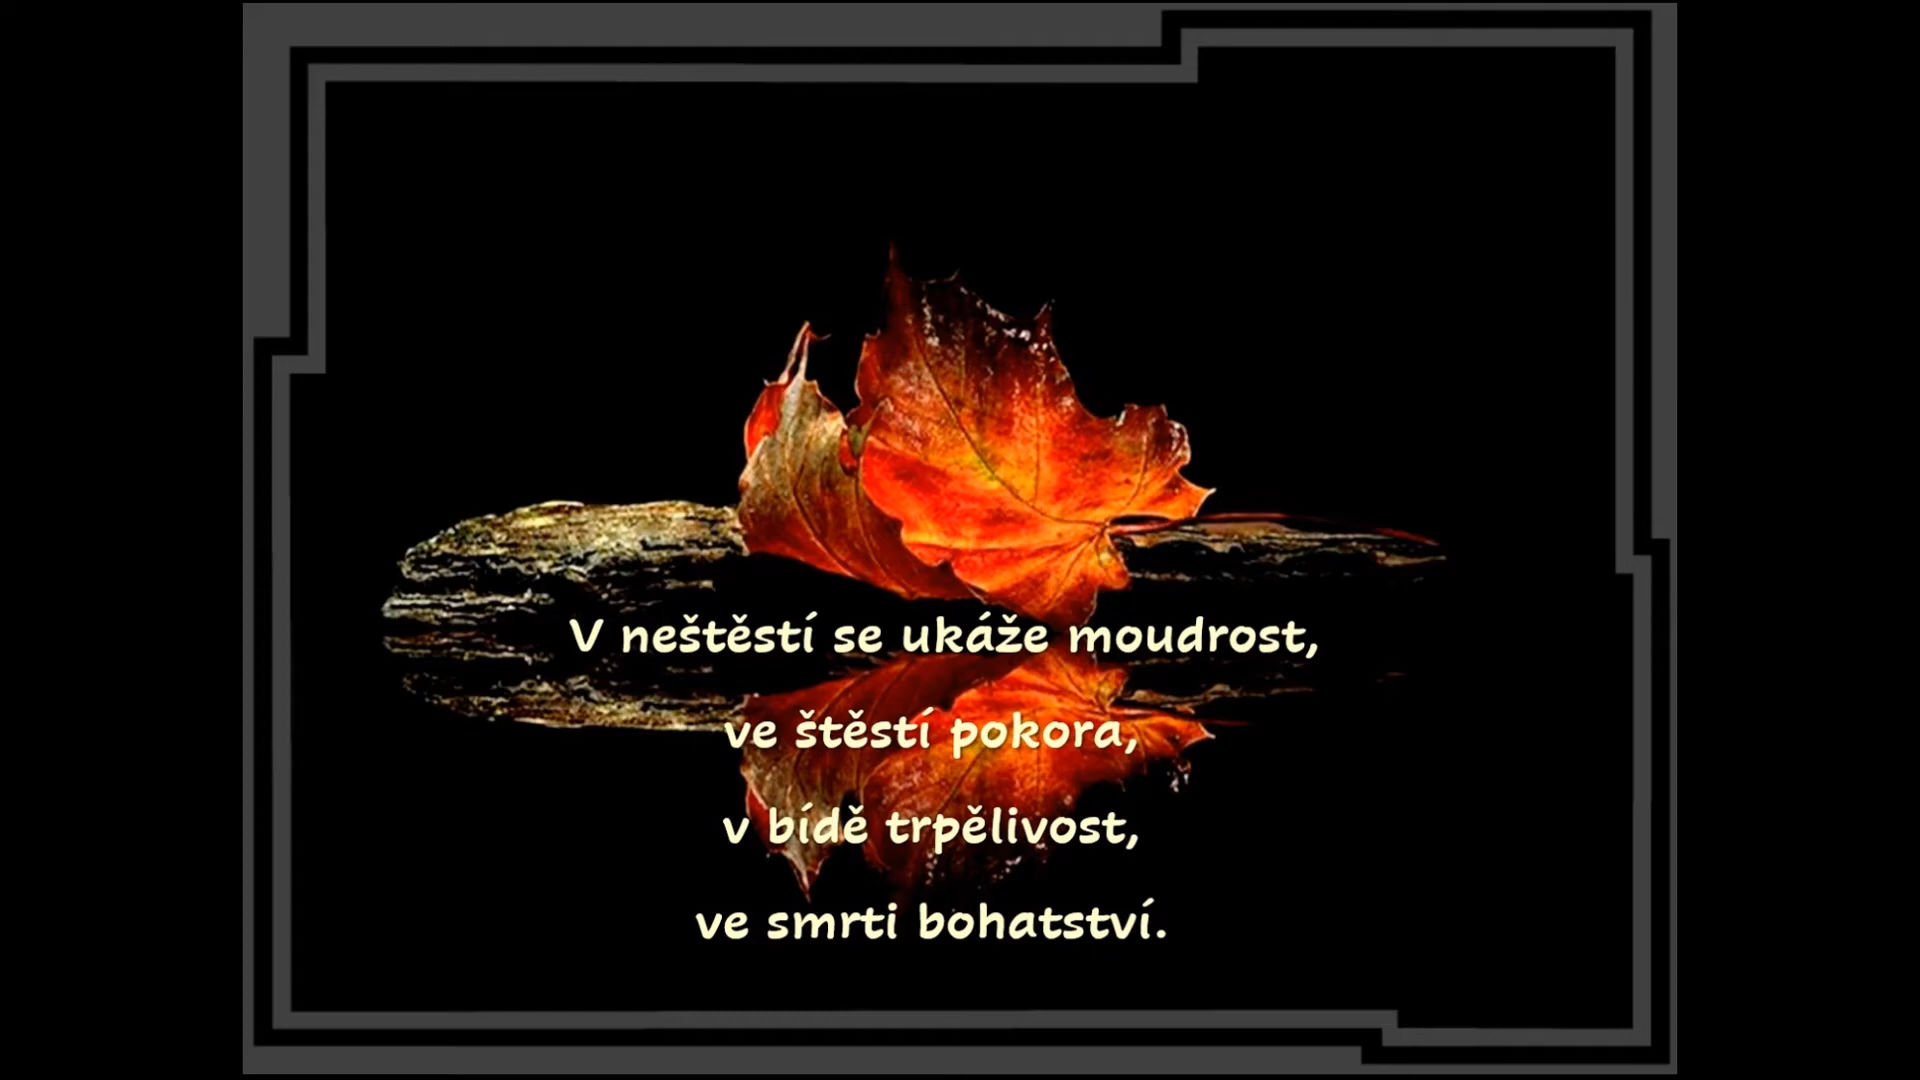 V neštěstí se ukáže moudrost,
ve štěstí pokora,
v bídě trpělivost,
ve smrti bohatství.